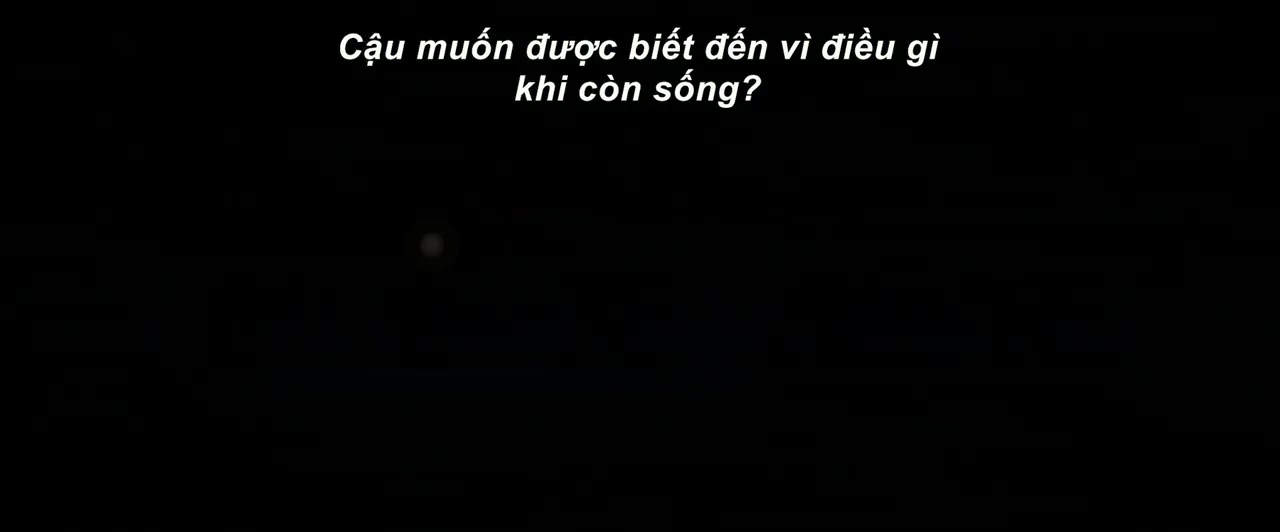 Cậu muốn được biết đến vì điều gì
khi còn sống?